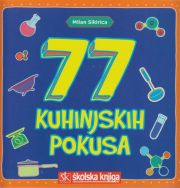 Milan Sikirica
77
KUHINJSKIH
POKUSA
školska knjiga